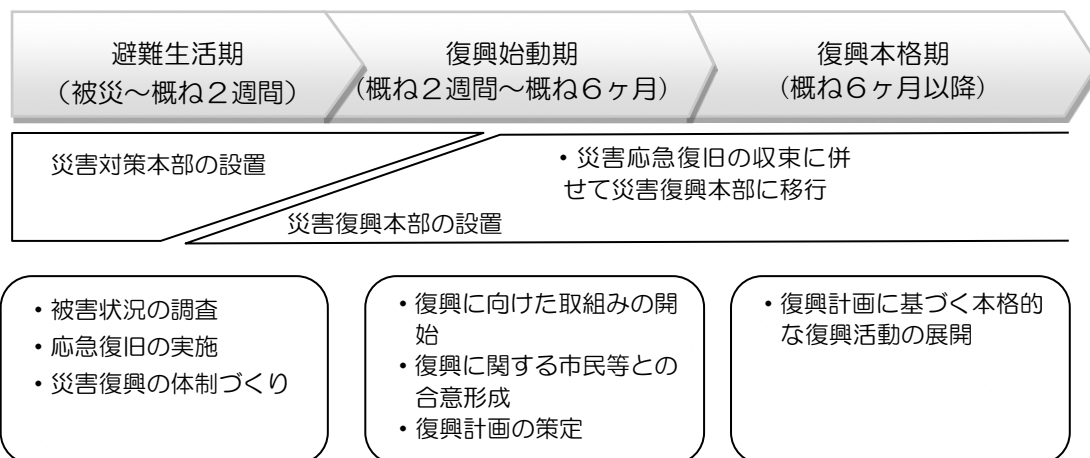 避難生活期
（被災～概ね２週間）
復興始動期
（概ね２週間～概ね６ヶ月）
復興本格期
（概ね６ヶ月以降）
災害対策本部の設置
・災害応急復旧の収束に併
せて災害復興本部に移行
災害復興本部の設置
・被害状況の調査
・応急復旧の実施
・災害復興の体制づくり
・復興に向けた取組みの開
始
・復興に関する市民等との
合意形成
・復興計画の策定
・復興計画に基づく本格的
な復興活動の展開